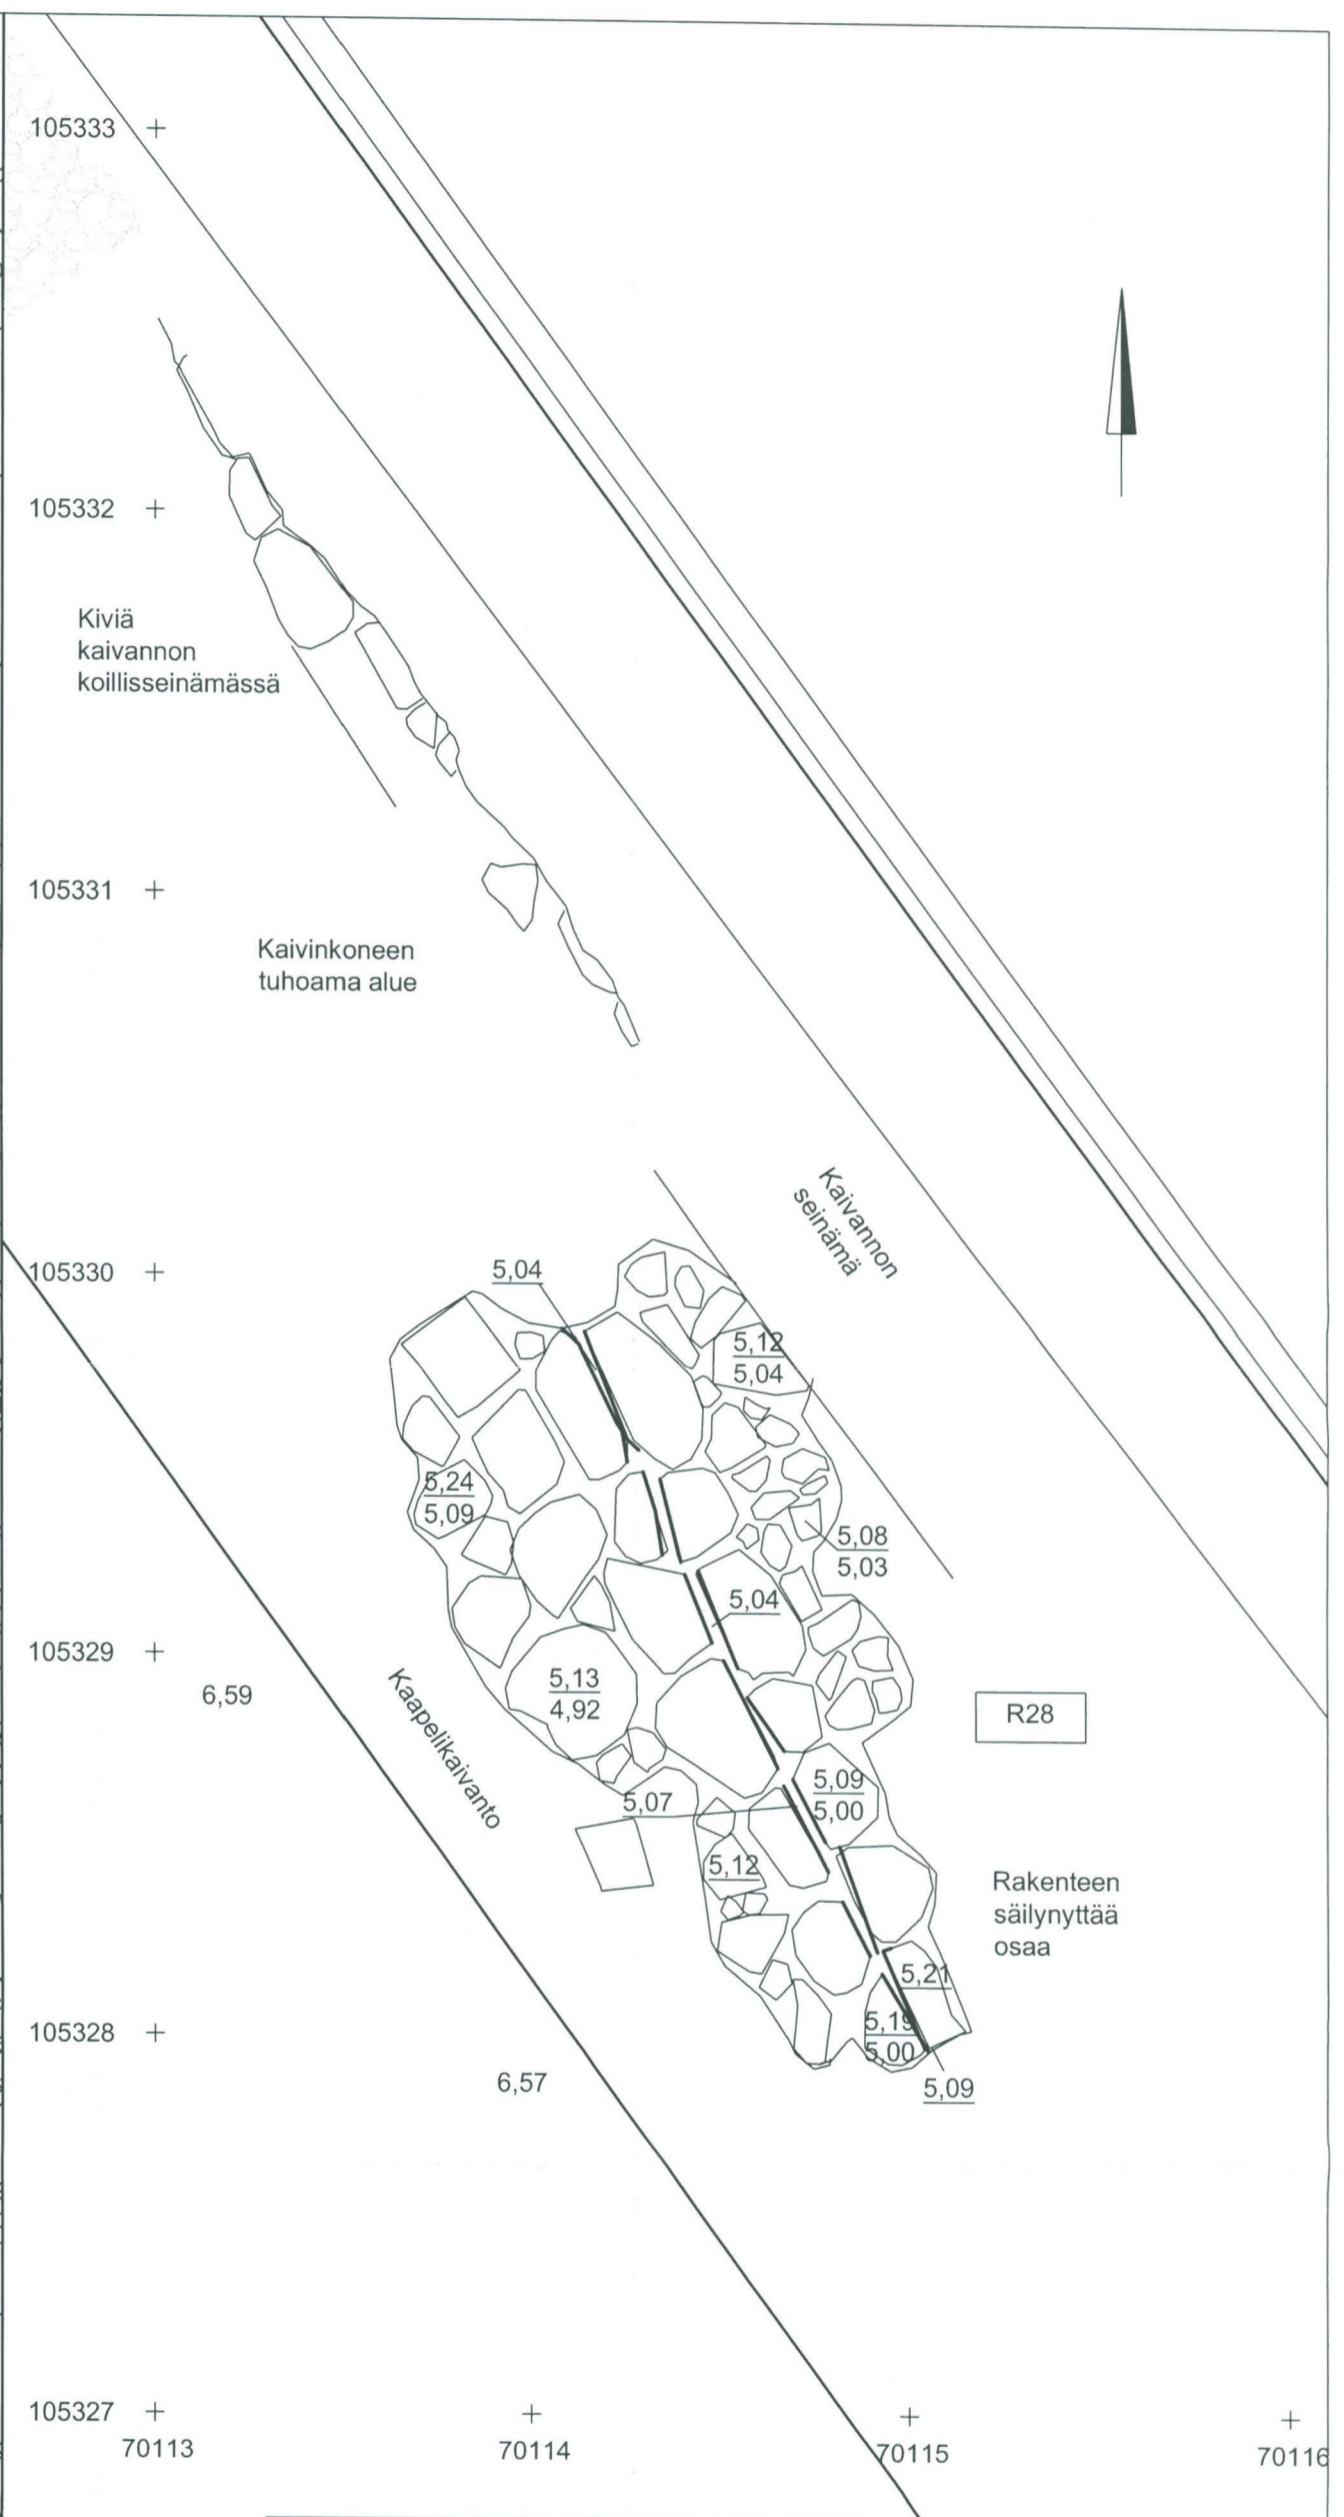 105333
105332
Kiviä
kaivannon
koillisseinämässä
105331
Kaivinkoneen
tuhoama alue
Kaivannon
seinämä
105330
5,04
5,12
5,04
5,24
5,09
5,08
5,03
5,04
105329
6,59
5,13
4,92
Kaapelikaivanto
R28
5,09
5,00
5,07
5,12
Rakenteen
säilynyttää
osaa
5,21
5,19
5,00
105328
6,57
5,09
105327
70113
70114
70115
70116